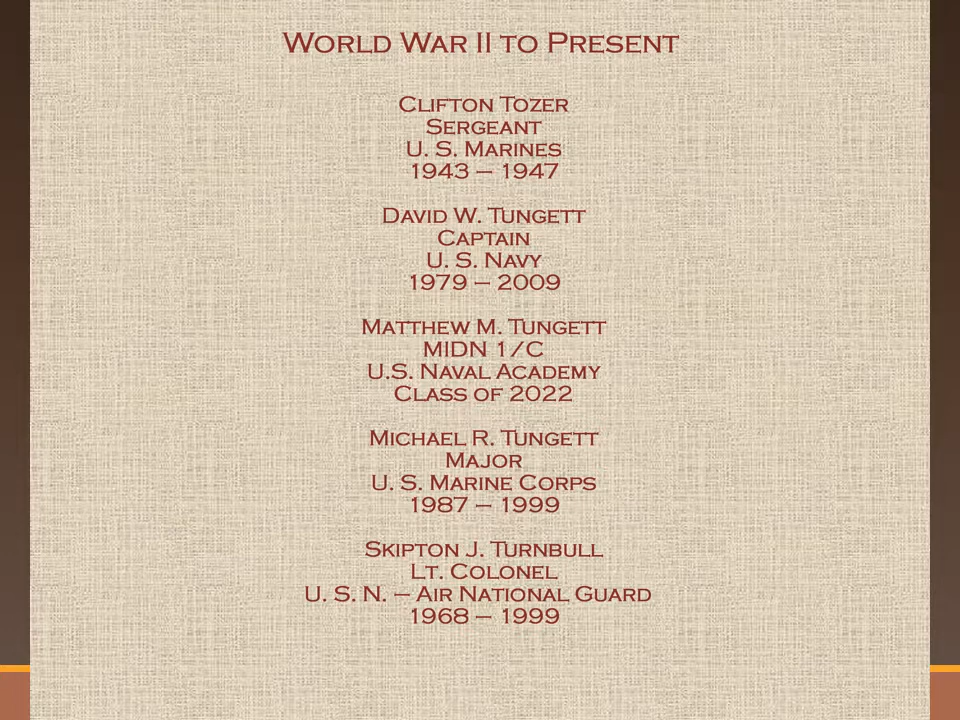 World War II to Present
Clifton Tozer
Sergeant
U. S. Marines
1943 – 1947
David W. Tungett
Captain
U. S. Navy
1979 – 2009
Matthew M. Tungett
MIDN 1/C
U.S. Naval Academy
Class of 2022
Michael R. Tungett
Major
U. S. Marine Corps
1987 – 1999
Skipton J. Turnbull
Lt. Colonel
U. S. N. – Air National Guard
1968 – 1999